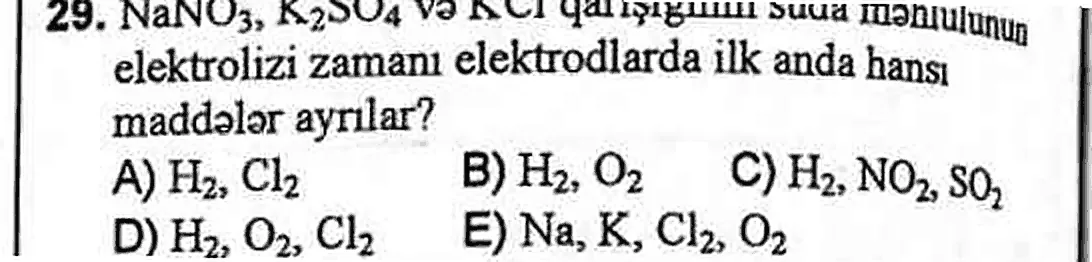 29. NaNO₃, K₂SO₄ və KCl qarışığının suda məhlulunun
elektrolizi zamanı elektrodlarda ilk anda hansı
maddələr ayrılar?
A) H₂, Cl₂ B) H₂, O₂ C) H₂, NO₂, SO₂
D) H₂, O₂, Cl₂ E) Na, K, Cl₂, O₂